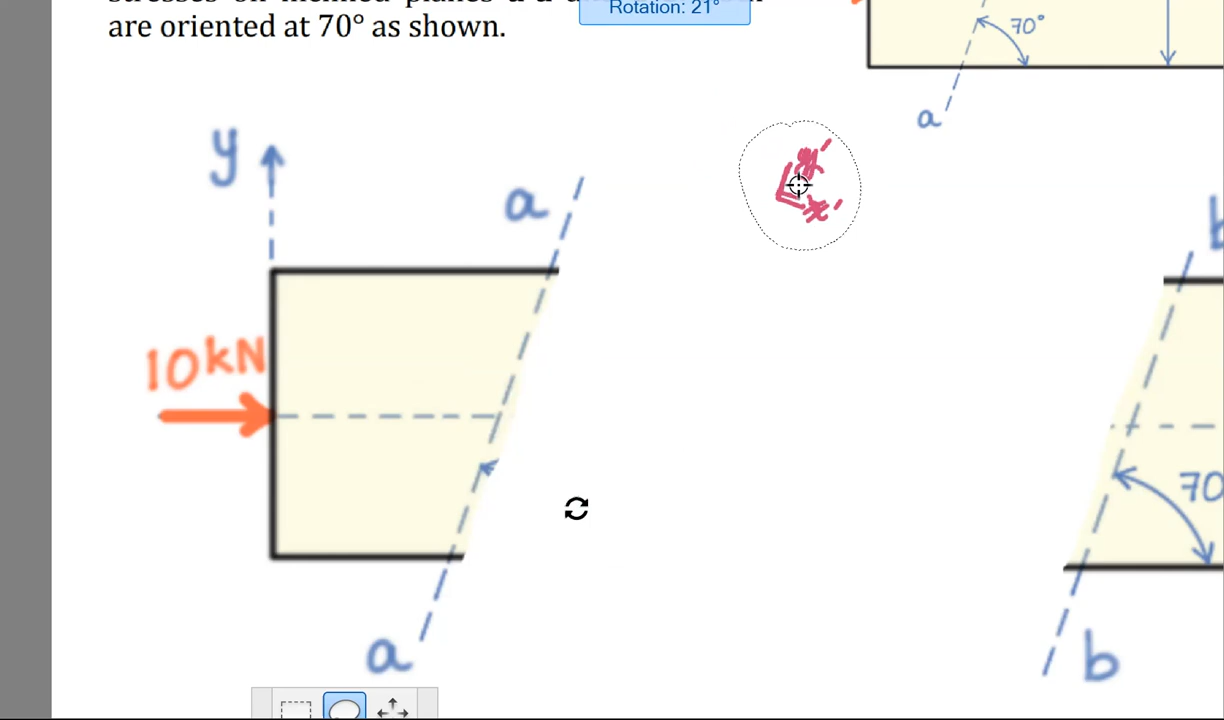 are oriented at 70° as shown.
Rotation: 21°
70°
a
y
a
y'
x'
b
10kN
70
a
b